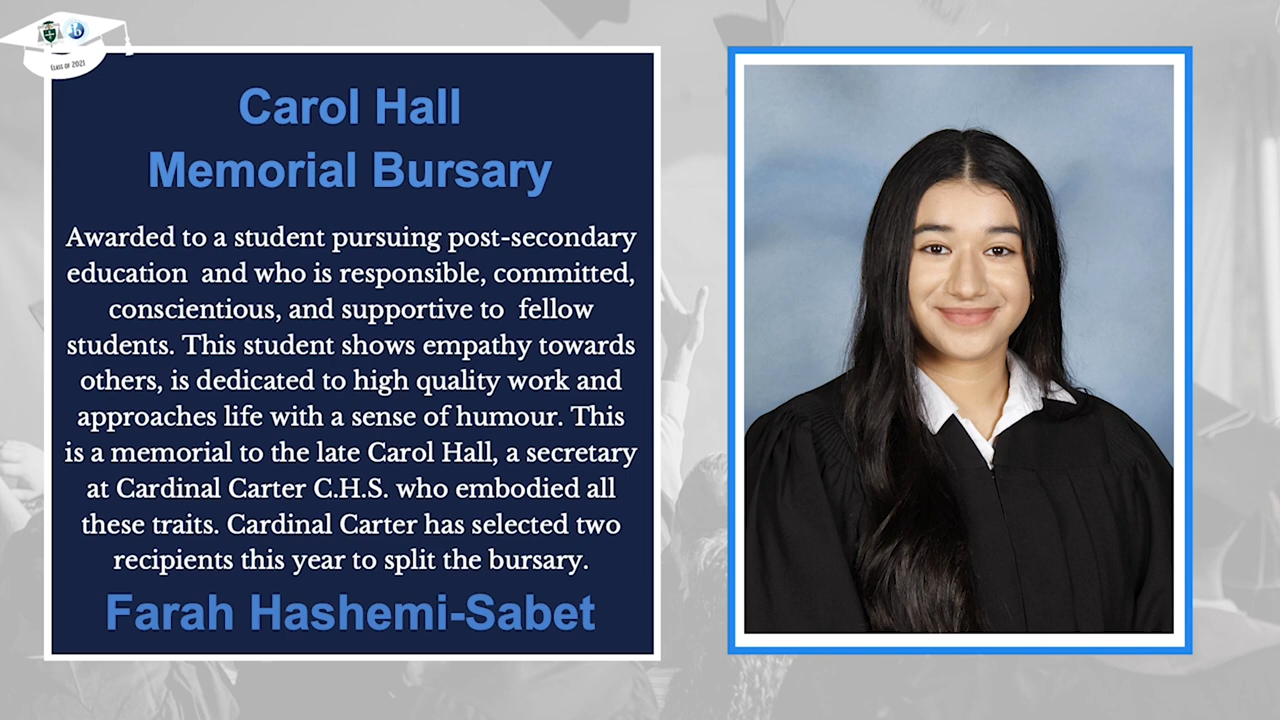 Class of 2021
Carol Hall
Memorial Bursary
Awarded to a student pursuing post-secondary
education and who is responsible, committed,
conscientious, and supportive to fellow
students. This student shows empathy towards
others, is dedicated to high quality work and
approaches life with a sense of humour. This
is a memorial to the late Carol Hall, a secretary
at Cardinal Carter C.H.S. who embodied all
these traits. Cardinal Carter has selected two
recipients this year to split the bursary.
Farah Hashemi-Sabet